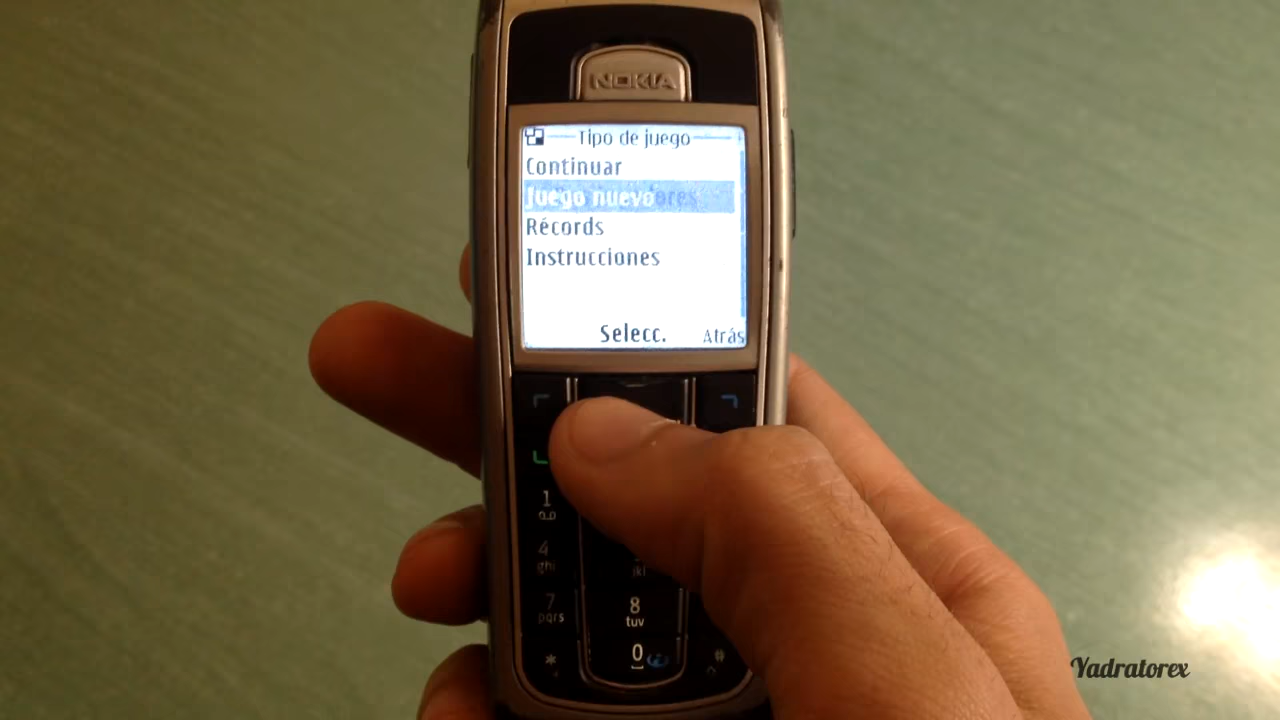 NOKIA
Tipo de juego
Continuar
Juego nuevo
Récords
Instrucciones
Selecc. Atrás
1
4
ghi
jkl
7 8
pqrs tuv
* 0 #
Yadratorex